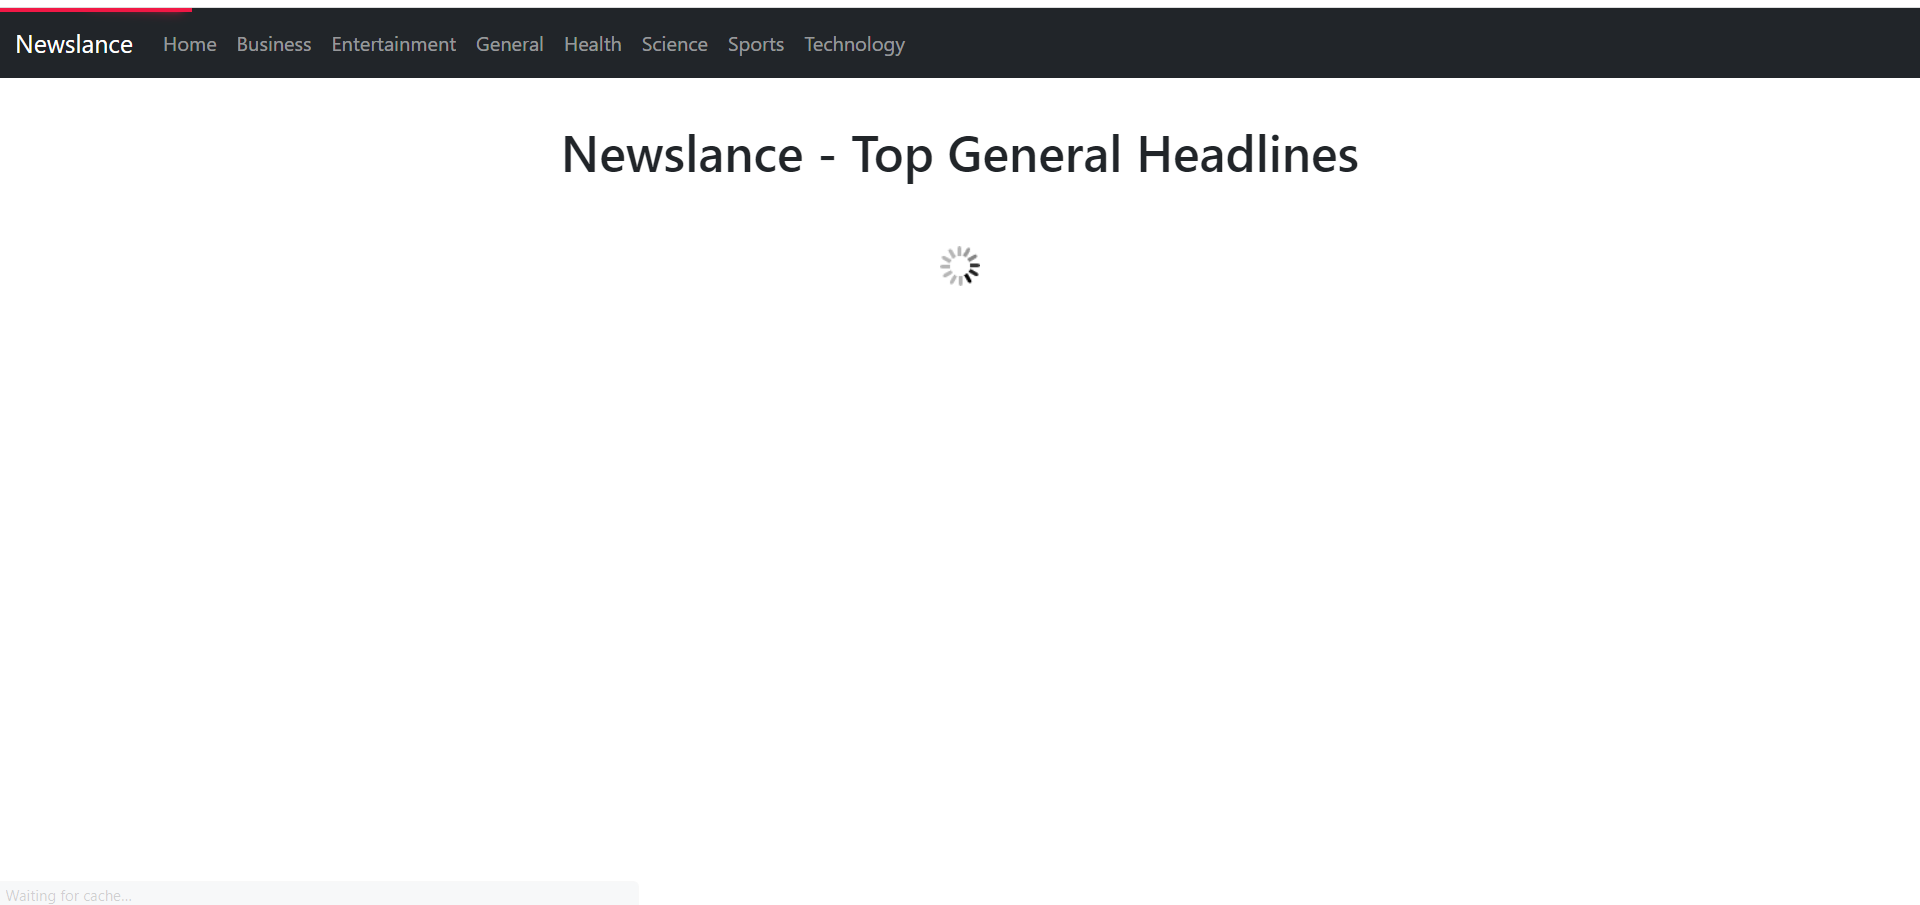 Newslance Home Business Entertainment General Health Science Sports Technology
Newslance - Top General Headlines
Waiting for cache...